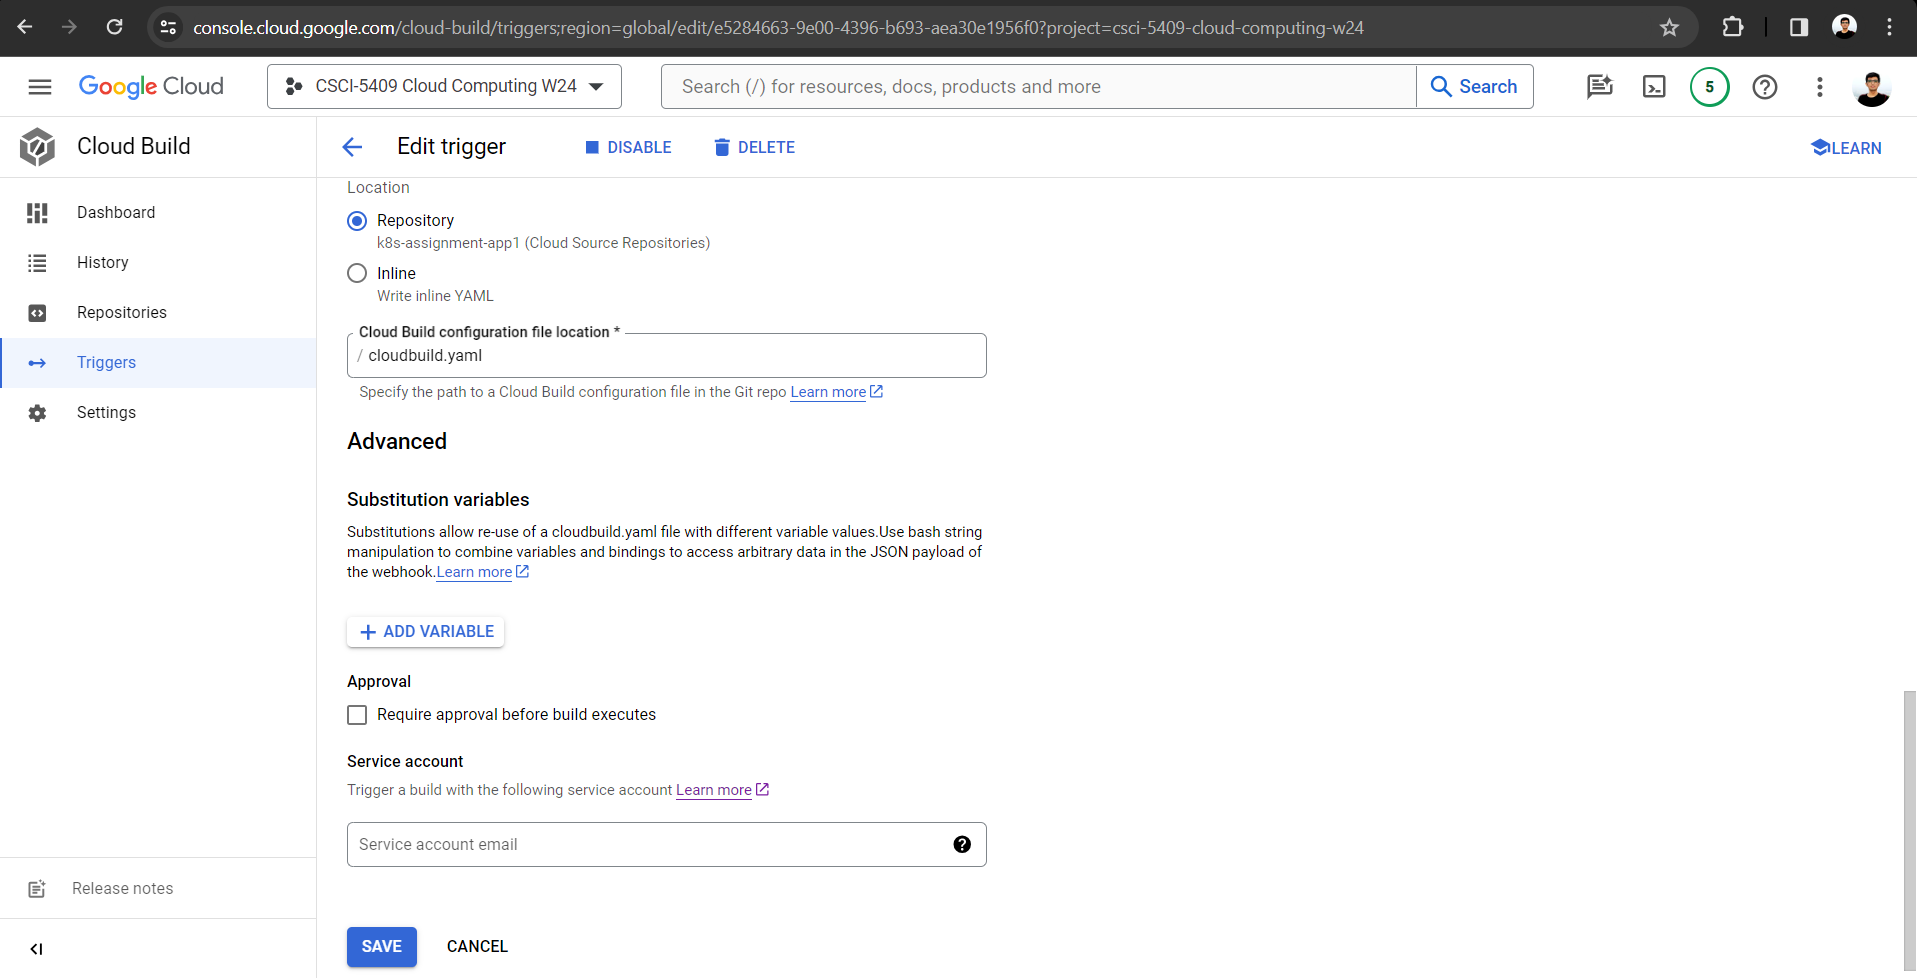 console.cloud.google.com/cloud-build/triggers;region=global/edit/e5284663-9e00-4396-b693-aea30e1956f0?project=csci-5409-cloud-computing-w24
Google Cloud
CSCI-5409 Cloud Computing W24
Search (/) for resources, docs, products and more
Search
5
Cloud Build
Edit trigger
DISABLE
DELETE
LEARN
Dashboard
History
Repositories
Triggers
Settings
Release notes
Location
Repository
k8s-assignment-app1 (Cloud Source Repositories)
Inline
Write inline YAML
Cloud Build configuration file location *
/ cloudbuild.yaml
Specify the path to a Cloud Build configuration file in the Git repo Learn more
Advanced
Substitution variables
Substitutions allow re-use of a cloudbuild.yaml file with different variable values.Use bash string
manipulation to combine variables and bindings to access arbitrary data in the JSON payload of
the webhook.Learn more
+ ADD VARIABLE
Approval
Require approval before build executes
Service account
Trigger a build with the following service account Learn more
Service account email
SAVE
CANCEL